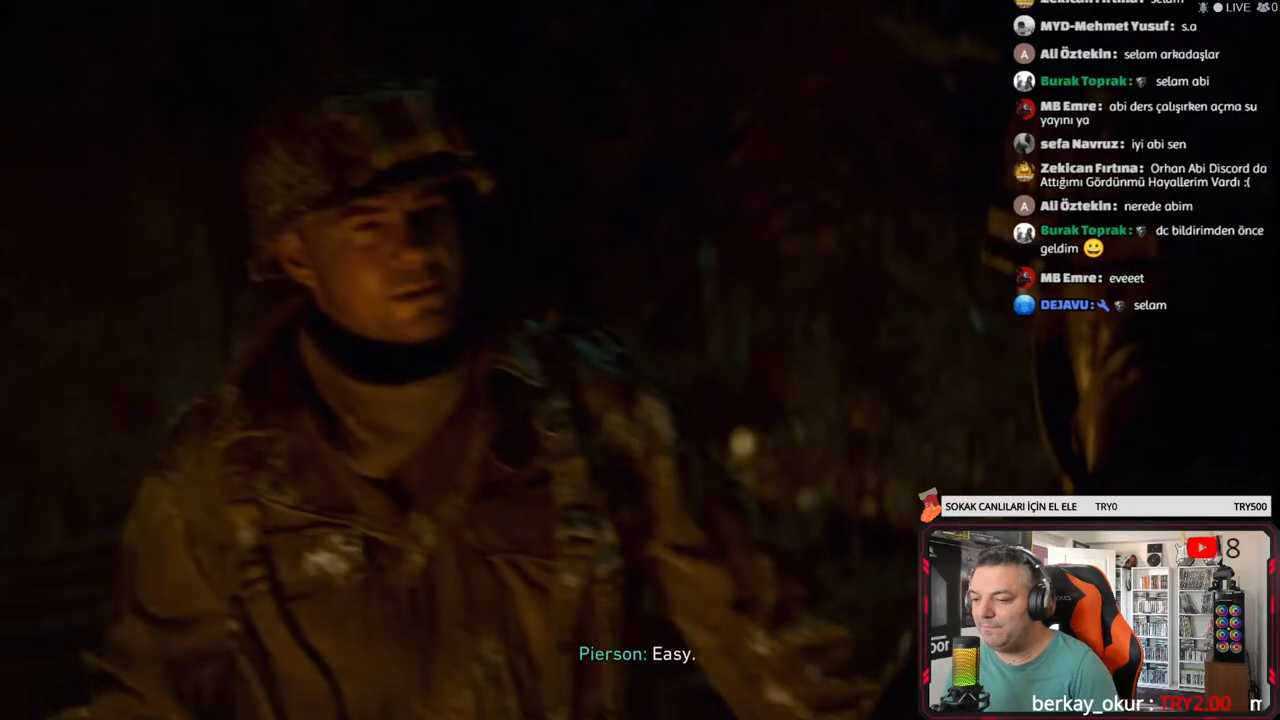 LIVE 0
MYD-Mehmet Yusuf: s.a
A Ali Öztekin: selam arkadaşlar
Burak Toprak: selam abi
MB Emre: abi ders çalışırken açma su
yayını ya
sefa Navruz: iyi abi sen
Zekican Fırtına: Orhan Abi Discord da
Attığımı Gördünmü Hayallerim Vardı :(
A Ali Öztekin: nerede abim
Burak Toprak: dc bildirimden önce
geldim 😀
MB Emre: eveeet
DEJAVU: selam
SOKAK CANLILARI İÇİN EL ELE TRY0 TRY500
8
Pierson: Easy.
berkay_okur : TRY2.00